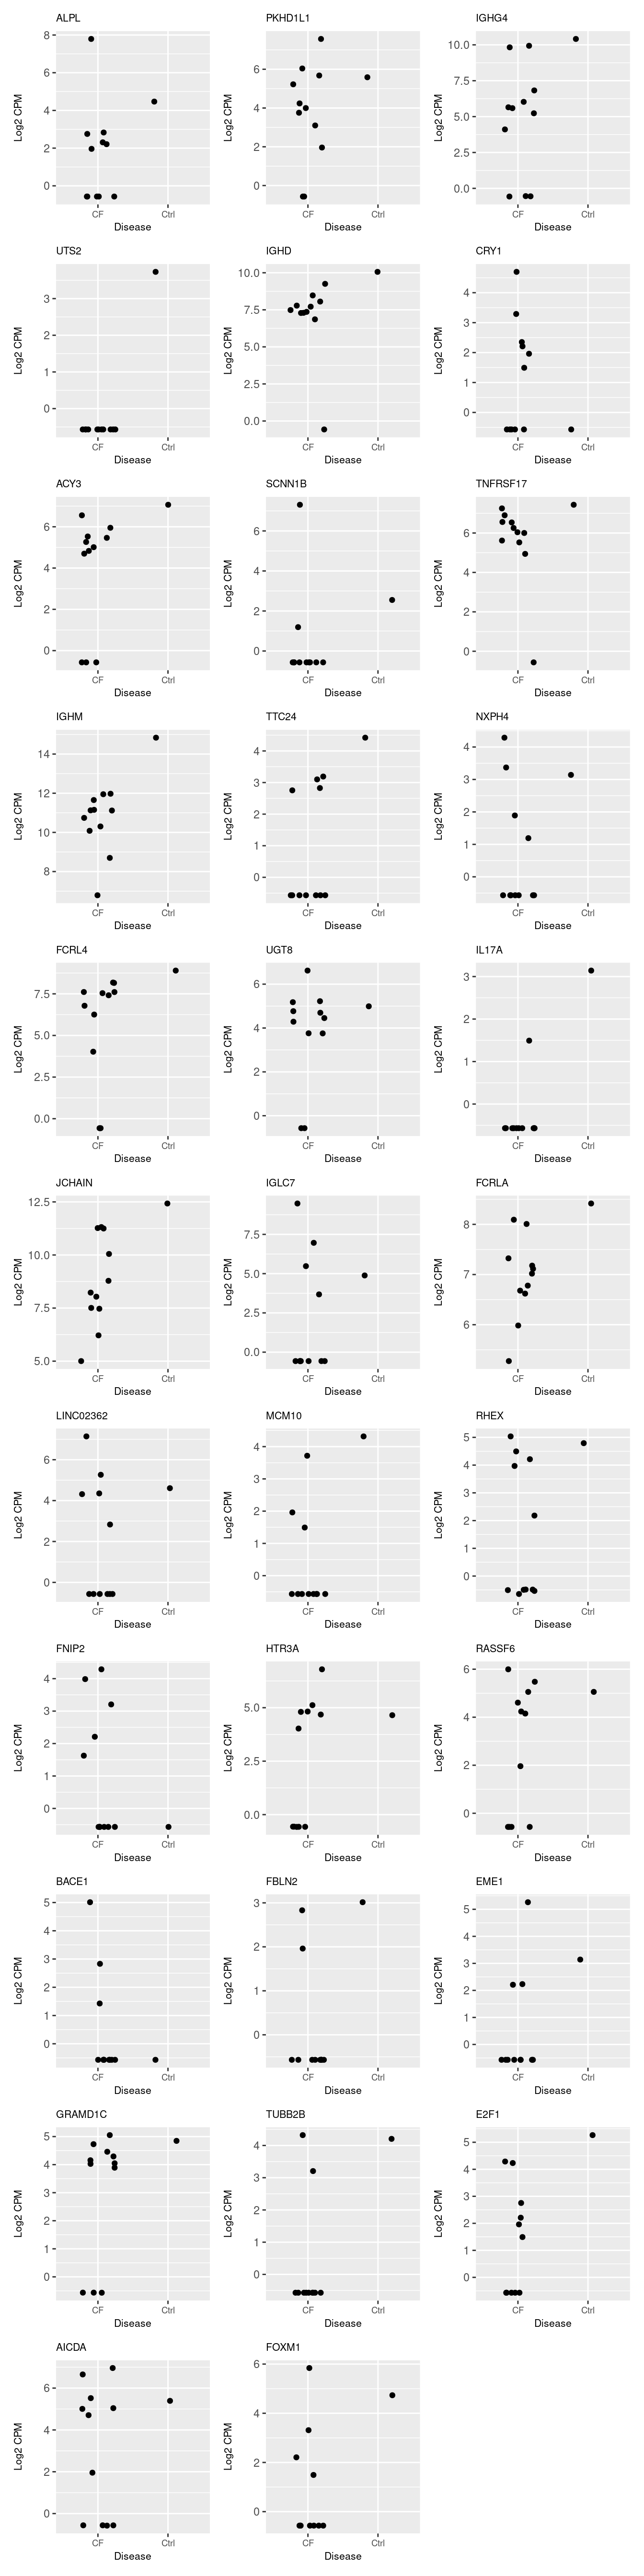 ALPL
Log2 CPM
8
6
4
2
0
CF Ctrl
Disease
PKHD1L1
Log2 CPM
6
4
2
0
CF Ctrl
Disease
IGHG4
Log2 CPM
10.0
7.5
5.0
2.5
0.0
CF Ctrl
Disease
UTS2
Log2 CPM
3
2
1
0
CF Ctrl
Disease
IGHD
Log2 CPM
10.0
7.5
5.0
2.5
0.0
CF Ctrl
Disease
CRY1
Log2 CPM
4
3
2
1
0
CF Ctrl
Disease
ACY3
Log2 CPM
6
4
2
0
CF Ctrl
Disease
SCNN1B
Log2 CPM
6
4
2
0
CF Ctrl
Disease
TNFRSF17
Log2 CPM
6
4
2
0
CF Ctrl
Disease
IGHM
Log2 CPM
14
12
10
8
CF Ctrl
Disease
TTC24
Log2 CPM
4
3
2
1
0
CF Ctrl
Disease
NXPH4
Log2 CPM
4
3
2
1
0
CF Ctrl
Disease
FCRL4
Log2 CPM
7.5
5.0
2.5
0.0
CF Ctrl
Disease
UGT8
Log2 CPM
6
4
2
0
CF Ctrl
Disease
IL17A
Log2 CPM
3
2
1
0
CF Ctrl
Disease
JCHAIN
Log2 CPM
12.5
10.0
7.5
5.0
CF Ctrl
Disease
IGLC7
Log2 CPM
7.5
5.0
2.5
0.0
CF Ctrl
Disease
FCRLA
Log2 CPM
8
7
6
CF Ctrl
Disease
LINC02362
Log2 CPM
6
4
2
0
CF Ctrl
Disease
MCM10
Log2 CPM
4
3
2
1
0
CF Ctrl
Disease
RHEX
Log2 CPM
5
4
3
2
1
0
CF Ctrl
Disease
FNIP2
Log2 CPM
4
3
2
1
0
CF Ctrl
Disease
HTR3A
Log2 CPM
5.0
2.5
0.0
CF Ctrl
Disease
RASSF6
Log2 CPM
6
4
2
0
CF Ctrl
Disease
BACE1
Log2 CPM
5
4
3
2
1
0
CF Ctrl
Disease
FBLN2
Log2 CPM
3
2
1
0
CF Ctrl
Disease
EME1
Log2 CPM
5
4
3
2
1
0
CF Ctrl
Disease
GRAMD1C
Log2 CPM
5
4
3
2
1
0
CF Ctrl
Disease
TUBB2B
Log2 CPM
4
3
2
1
0
CF Ctrl
Disease
E2F1
Log2 CPM
5
4
3
2
1
0
CF Ctrl
Disease
AICDA
Log2 CPM
6
4
2
0
CF Ctrl
Disease
FOXM1
Log2 CPM
6
4
2
0
CF Ctrl
Disease